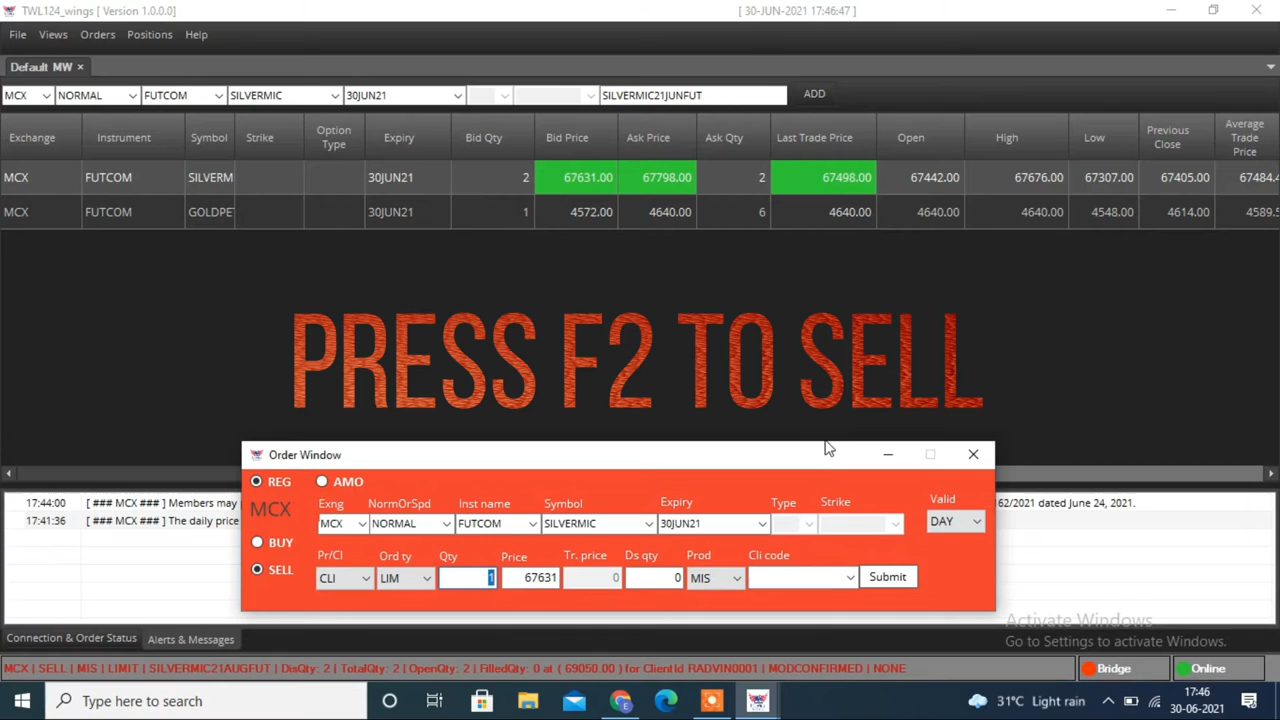 TWL124_wings [ Version 1.0.0.0]
[ 30-JUN-2021 17:46:47 ]
File Views Orders Positions Help
Default MW ×
MCX NORMAL FUTCOM SILVERMIC 30JUN21 SILVERMIC21JUNFUT ADD
Exchange Instrument Symbol Strike Option Type Expiry Bid Qty Bid Price Ask Price Ask Qty Last Trade Price Open High Low Previous Close Average Trade Price
MCX FUTCOM SILVERM 30JUN21 2 67631.00 67798.00 2 67498.00 67442.00 67676.00 67307.00 67405.00 67484.4
MCX FUTCOM GOLDPE 30JUN21 1 4572.00 4640.00 6 4640.00 4640.00 4640.00 4548.00 4614.00 4589.5
PRESS F2 TO SELL
Order Window
REG AMO
MCX
Exng NormOrSpd Inst name Symbol Expiry Type Strike Valid
MCX NORMAL FUTCOM SILVERMIC 30JUN21 DAY
BUY
SELL
Pr/Cl Ord ty Qty Price Tr. price Ds qty Prod Cli code
CLI LIM 1 67631 0 0 MIS Submit
17:44:00 [ ### MCX ### ] Members may 62/2021 dated June 24, 2021.
17:41:36 [ ### MCX ### ] The daily price
Activate Windows
Go to Settings to activate Windows.
Connection & Order Status Alerts & Messages
MCX | SELL | MIS | LIMIT | SILVERMIC21AUGFUT | DisQty: 2 | TotalQty: 2 | OpenQty: 2 | FilledQty: 0 at ( 69050.00 ) for ClientId RADVIN0001 | MODCONFIRMED | NONE
Bridge Online
Type here to search
31°C Light rain
17:46
30-06-2021